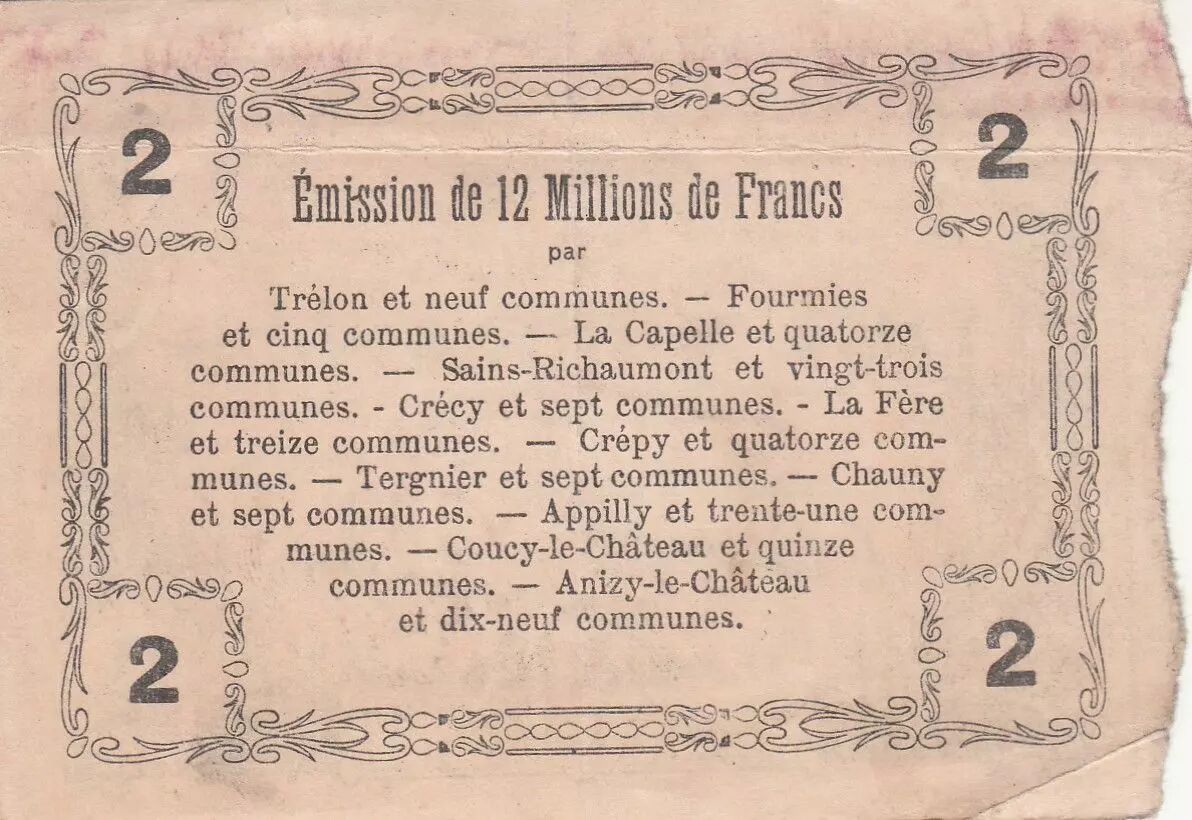 2 2
Émission de 12 Millions de Francs
par
Trélon et neuf communes. — Fourmies
et cinq communes. — La Capelle et quatorze
communes. — Sains-Richaumont et vingt-trois
communes. - Crécy et sept communes. - La Fère
et treize communes. — Crépy et quatorze com-
munes. — Tergnier et sept communes. — Chauny
et sept communes. — Appilly et trente-une com-
munes. — Coucy-le-Château et quinze
communes. — Anizy-le-Château
et dix-neuf communes.
2 2